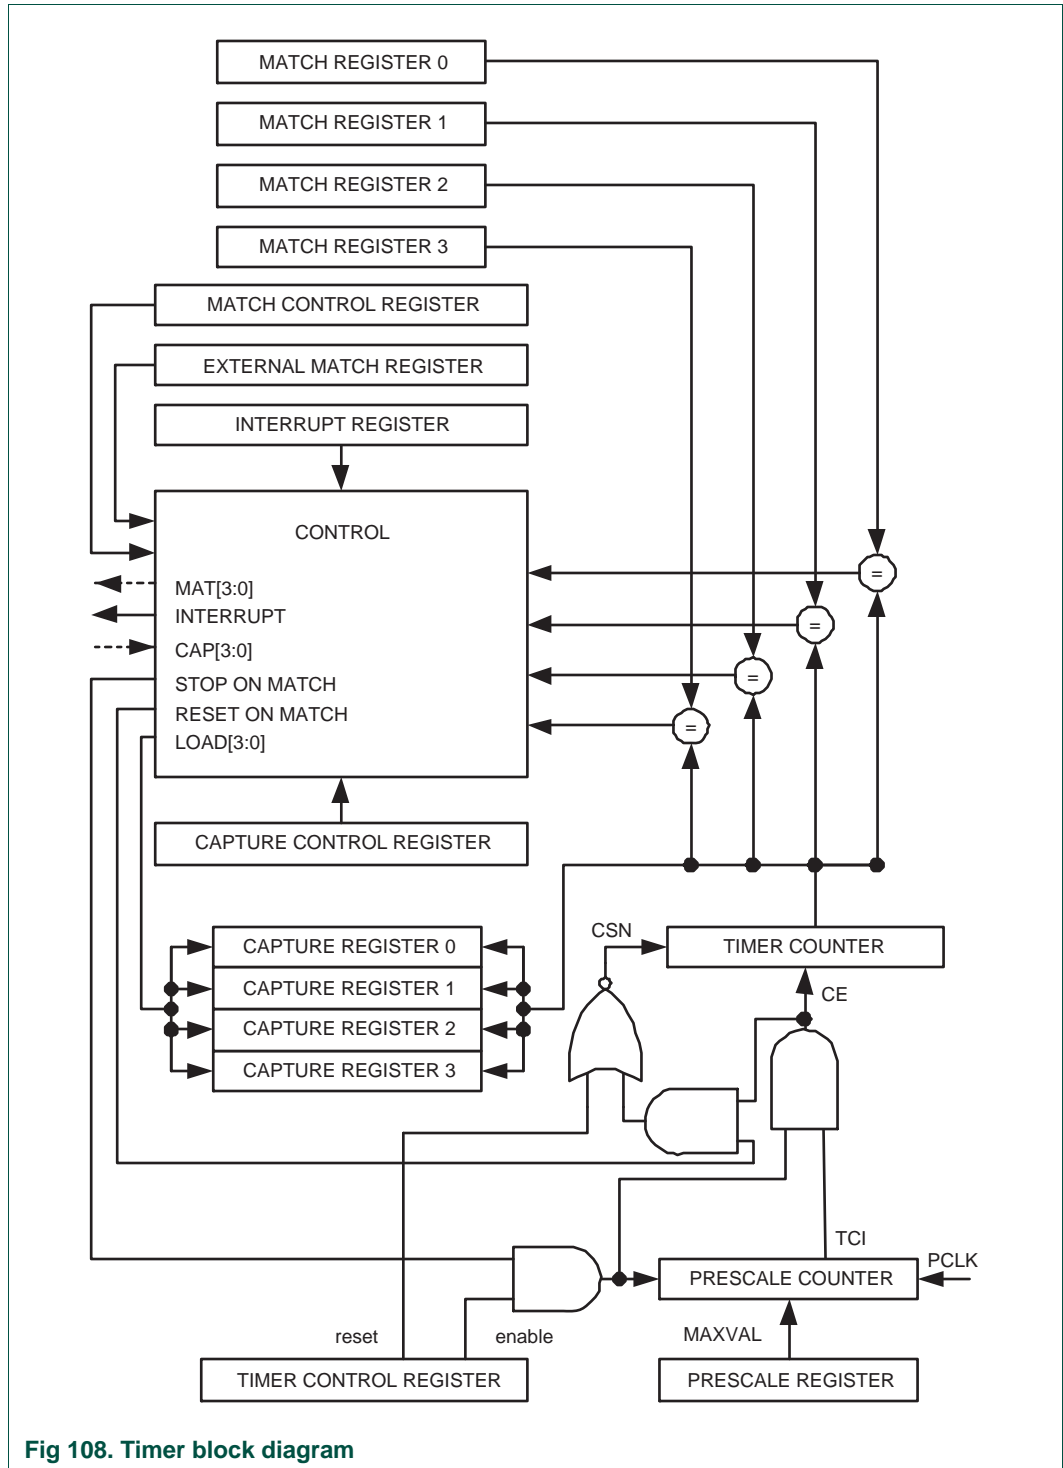 MATCH REGISTER 0
MATCH REGISTER 1
MATCH REGISTER 2
MATCH REGISTER 3
MATCH CONTROL REGISTER
EXTERNAL MATCH REGISTER
INTERRUPT REGISTER
CONTROL
MAT[3:0]
INTERRUPT
CAP[3:0]
STOP ON MATCH
RESET ON MATCH
LOAD[3:0]
=
=
=
=
CAPTURE CONTROL REGISTER
CSN
TIMER COUNTER
CE
CAPTURE REGISTER 0
CAPTURE REGISTER 1
CAPTURE REGISTER 2
CAPTURE REGISTER 3
TCI
PCLK
PRESCALE COUNTER
reset
enable
MAXVAL
TIMER CONTROL REGISTER
PRESCALE REGISTER
Fig 108. Timer block diagram